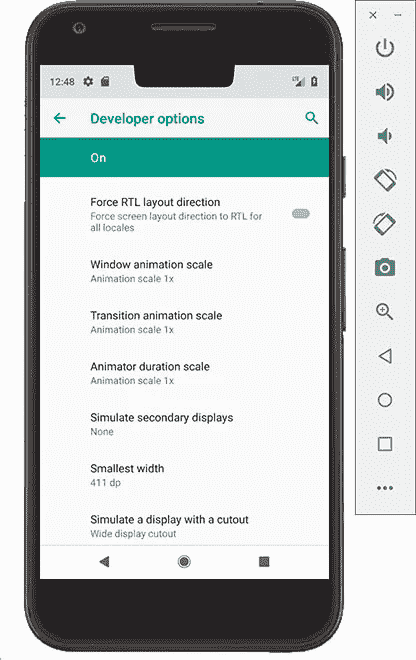 12:48
LTE
Developer options
On
Force RTL layout direction
Force screen layout direction to RTL for
all locales
Window animation scale
Animation scale 1x
Transition animation scale
Animation scale 1x
Animator duration scale
Animation scale 1x
Simulate secondary displays
None
Smallest width
411 dp
Simulate a display with a cutout
Wide display cutout